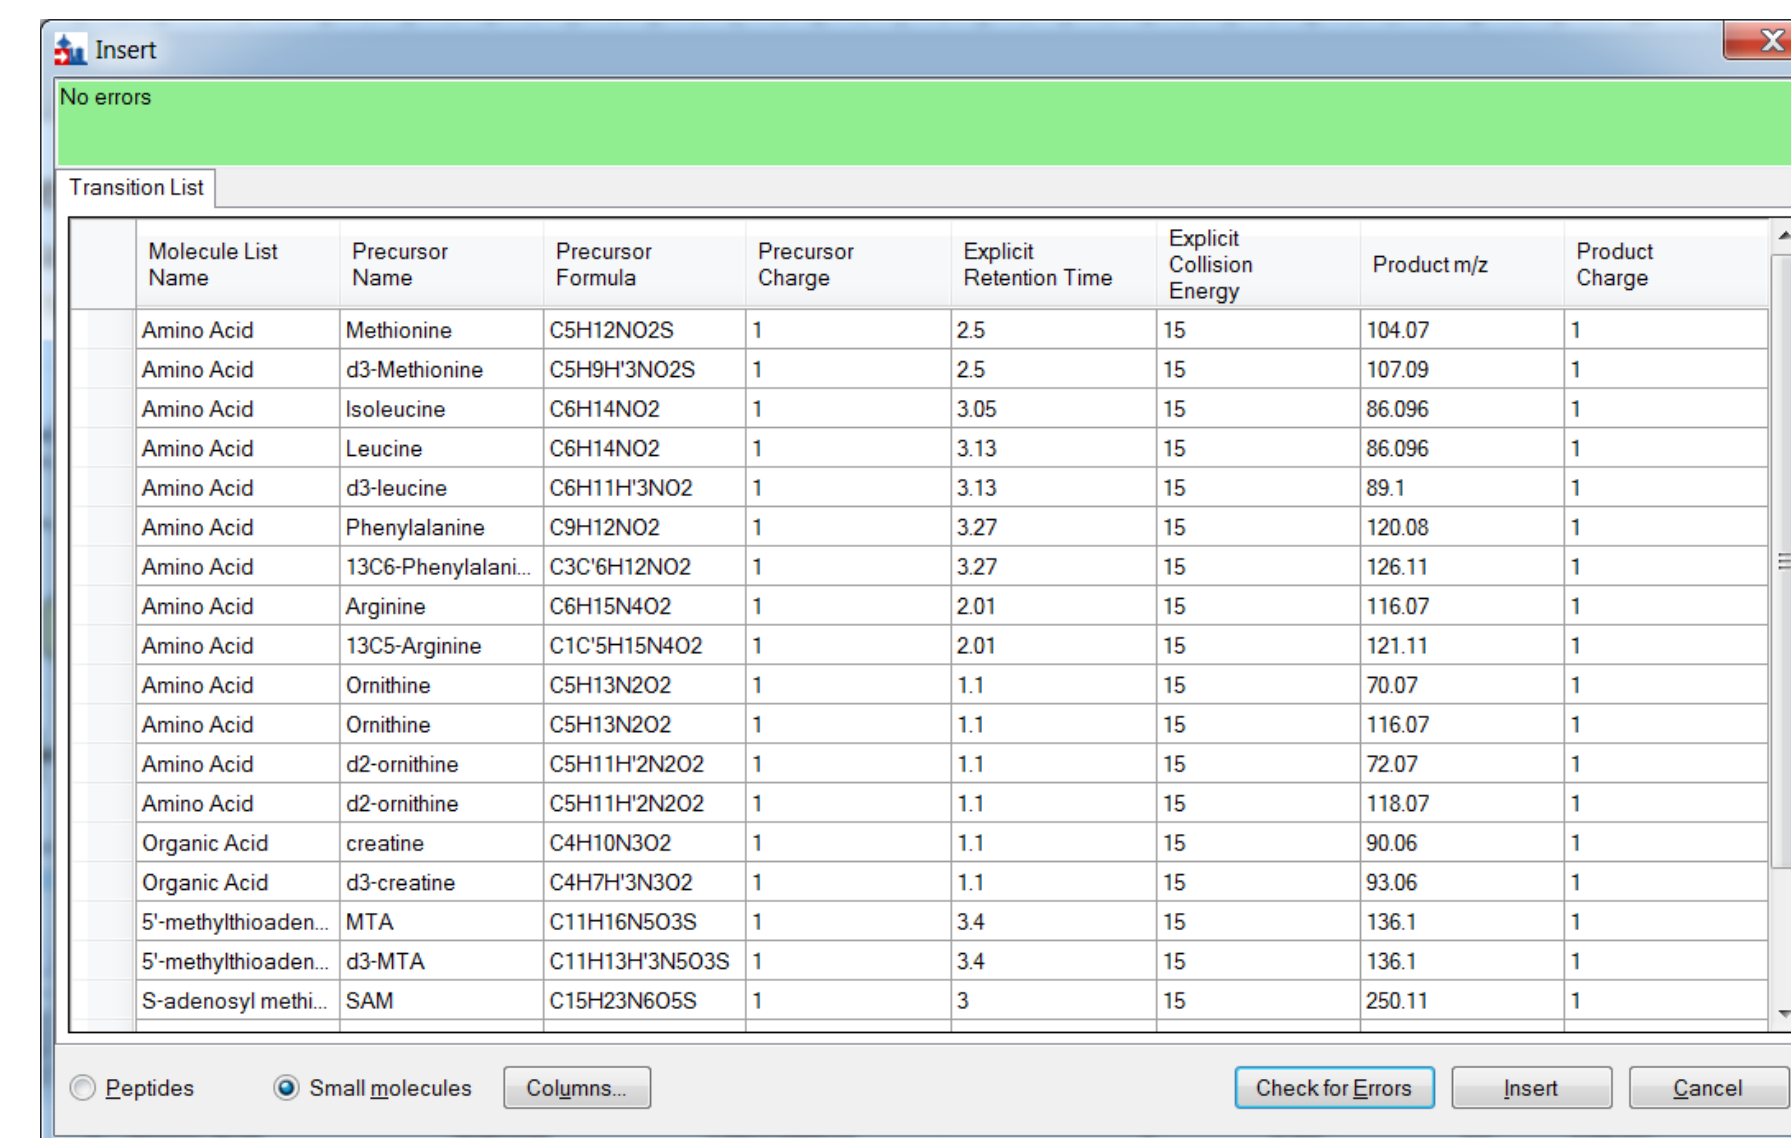 Insert
No errors
Transition List
Molecule List Name Precursor Name Precursor Formula Precursor Charge Explicit Retention Time Explicit Collision Energy Product m/z Product Charge
Amino Acid Methionine C5H12NO2S 1 2.5 15 104.07 1
Amino Acid d3-Methionine C5H9H'3NO2S 1 2.5 15 107.09 1
Amino Acid Isoleucine C6H14NO2 1 3.05 15 86.096 1
Amino Acid Leucine C6H14NO2 1 3.13 15 86.096 1
Amino Acid d3-leucine C6H11H'3NO2 1 3.13 15 89.1 1
Amino Acid Phenylalanine C9H12NO2 1 3.27 15 120.08 1
Amino Acid 13C6-Phenylalani... C3C'6H12NO2 1 3.27 15 126.11 1
Amino Acid Arginine C6H15N4O2 1 2.01 15 116.07 1
Amino Acid 13C5-Arginine C1C'5H15N4O2 1 2.01 15 121.11 1
Amino Acid Ornithine C5H13N2O2 1 1.1 15 70.07 1
Amino Acid Ornithine C5H13N2O2 1 1.1 15 116.07 1
Amino Acid d2-ornithine C5H11H'2N2O2 1 1.1 15 72.07 1
Amino Acid d2-ornithine C5H11H'2N2O2 1 1.1 15 118.07 1
Organic Acid creatine C4H10N3O2 1 1.1 15 90.06 1
Organic Acid d3-creatine C4H7H'3N3O2 1 1.1 15 93.06 1
5'-methylthioaden... MTA C11H16N5O3S 1 3.4 15 136.1 1
5'-methylthioaden... d3-MTA C11H13H'3N5O3S 1 3.4 15 136.1 1
S-adenosyl methi... SAM C15H23N6O5S 1 3 15 250.11 1
Peptides Small molecules Columns... Check for Errors Insert Cancel